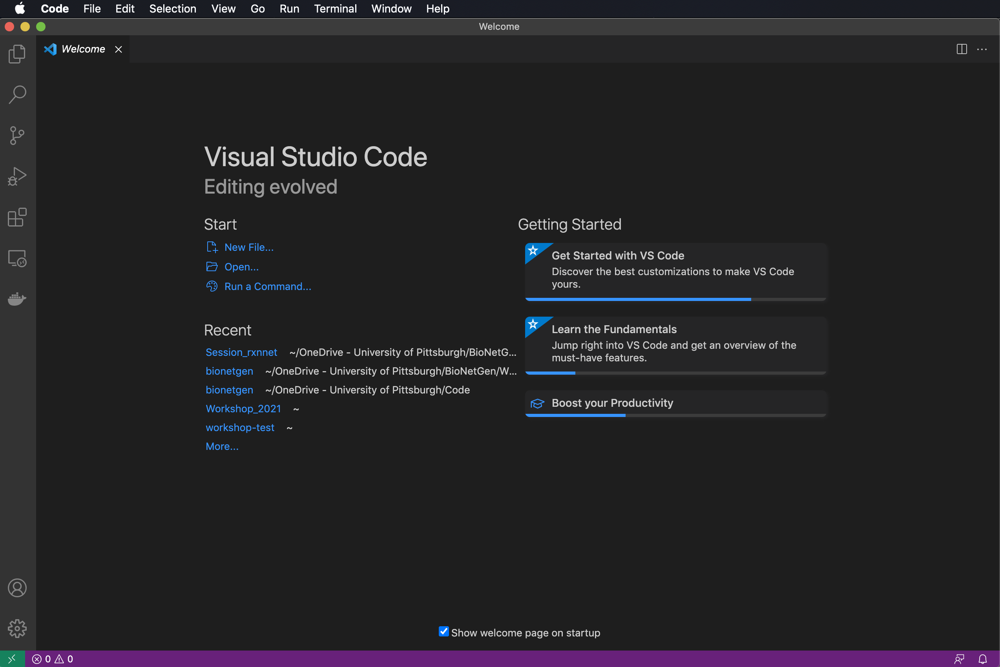 Code File Edit Selection View Go Run Terminal Window Help
Welcome
Welcome
Visual Studio Code
Editing evolved
Start
New File...
Open...
Run a Command...
Recent
Session_rxnnet ~/OneDrive - University of Pittsburgh/BioNetG...
bionetgen ~/OneDrive - University of Pittsburgh/BioNetGen/W...
bionetgen ~/OneDrive - University of Pittsburgh/Code
Workshop_2021 ~
workshop-test ~
More...
Getting Started
Get Started with VS Code
Discover the best customizations to make VS Code
yours.
Learn the Fundamentals
Jump right into VS Code and get an overview of the
must-have features.
Boost your Productivity
Show welcome page on startup
0 0